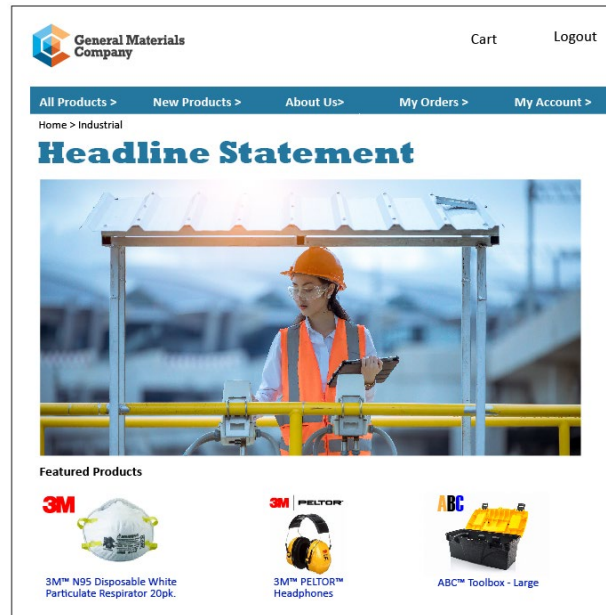 General Materials
Company
Cart
Logout
All Products >
New Products >
About Us>
My Orders >
My Account >
Home > Industrial
Headline Statement
Featured Products
3M
3M | PELTOR™
ABC
3M™ N95 Disposable White
Particulate Respirator 20pk.
3M™ PELTOR™
Headphones
ABC™ Toolbox - Large